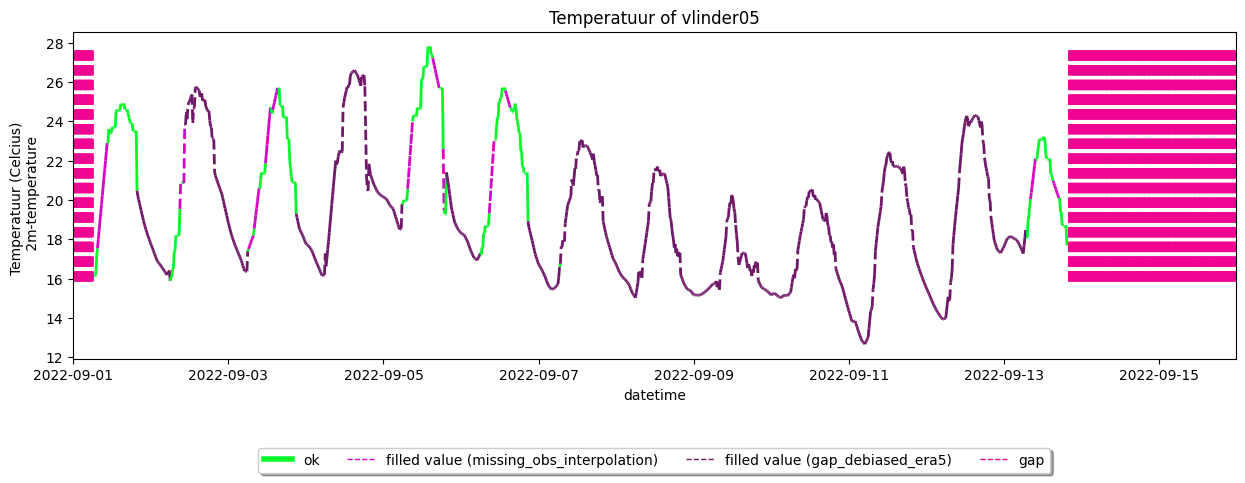 Temperatuur of vlinder05
Temperatuur (Celcius)
2m-temperature
28
26
24
22
20
18
16
14
12
2022-09-01
2022-09-03
2022-09-05
2022-09-07
2022-09-09
2022-09-11
2022-09-13
2022-09-15
datetime
ok
filled value (missing_obs_interpolation)
filled value (gap_debiased_era5)
gap